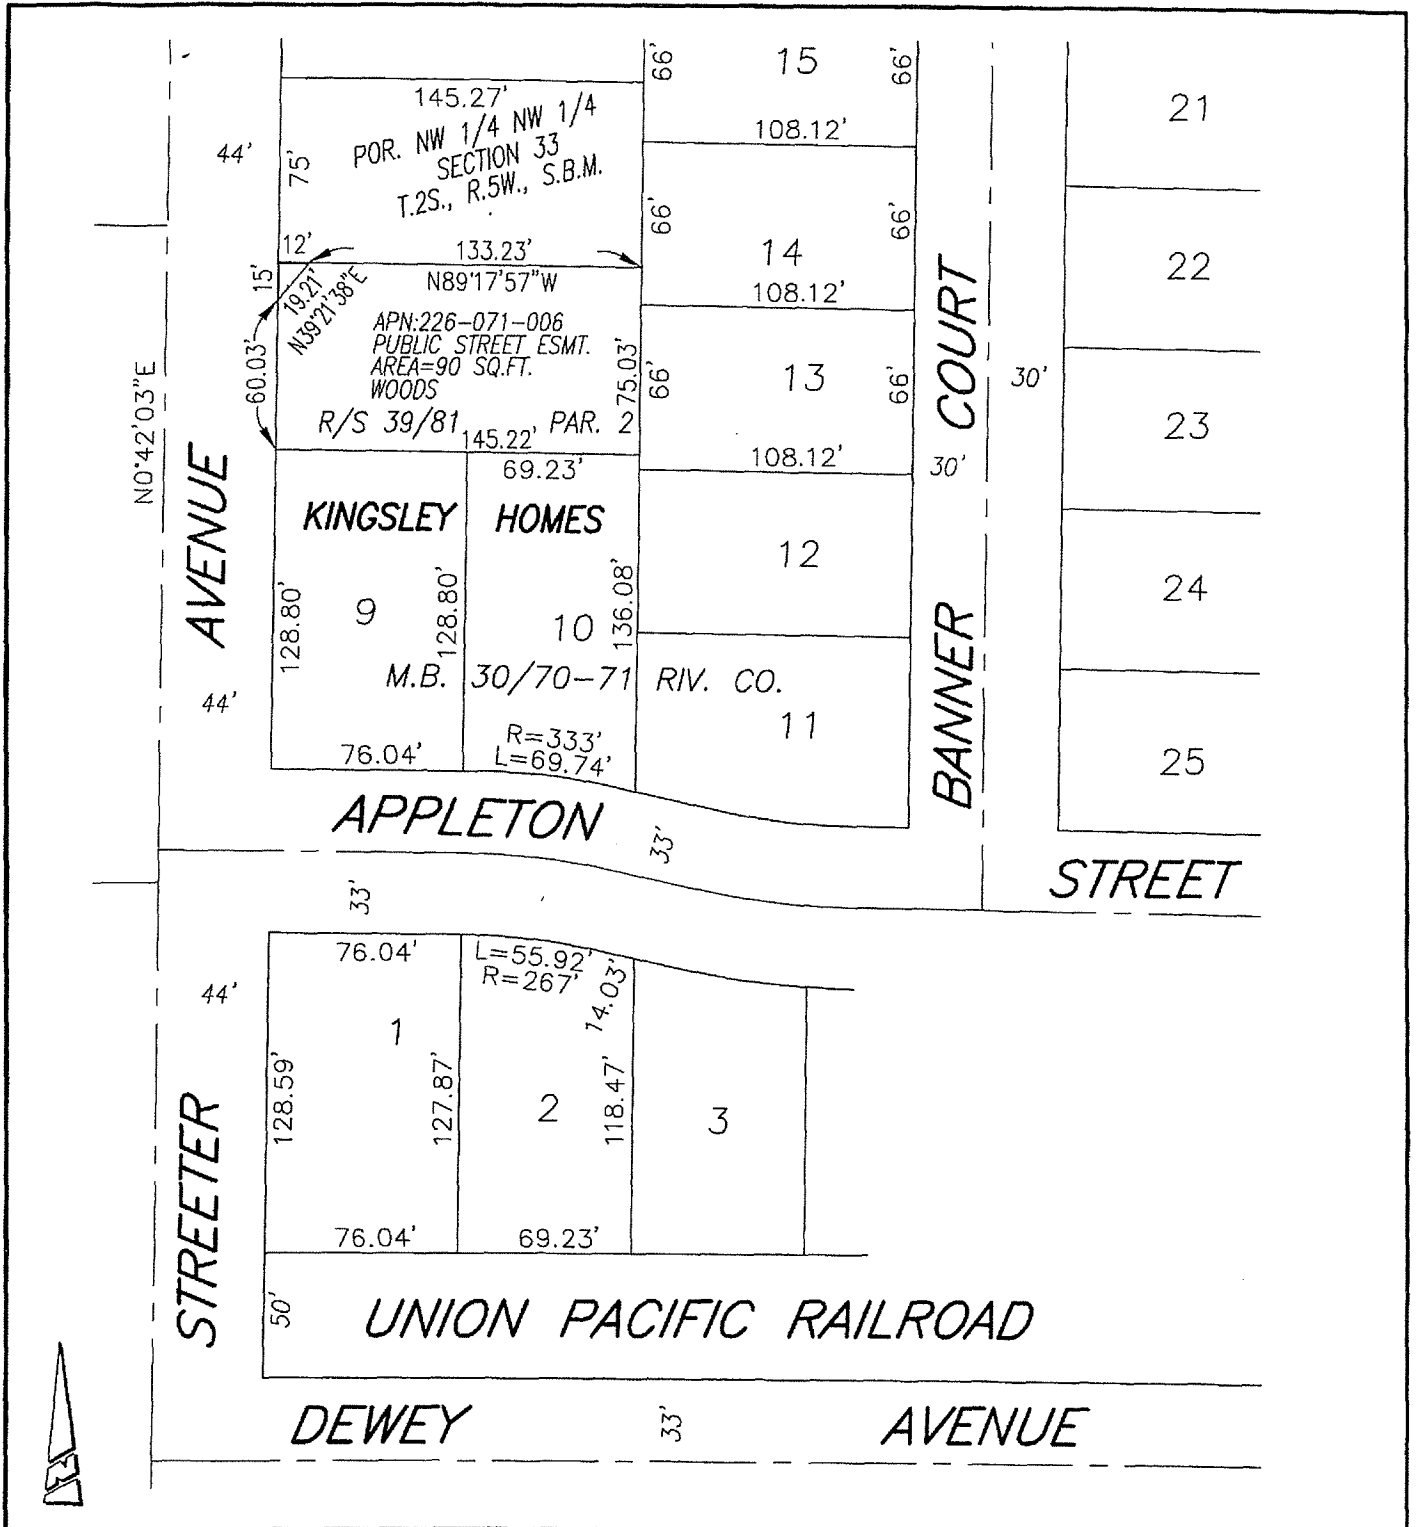 15
66'
66'
108.12'
21
145.27'
POR. NW 1/4 NW 1/4
SECTION 33
T.2S., R.5W., S.B.M.
44'
75'
66'
66'
14
108.12'
22
12'
133.23'
N89°17'57"W
15'
19.21'
N39°21'38"E
APN:226-071-006
PUBLIC STREET ESMT.
AREA=90 SQ.FT.
WOODS
R/S 39/81
PAR. 2
60.03'
75.03'
145.22'
66'
13
66'
108.12'
30'
30'
23
N0°42'03"E
69.23'
KINGSLEY HOMES
128.80'
9
128.80'
10
136.08'
12
24
M.B. 30/70-71 RIV. CO.
44'
11
R=333'
L=69.74'
76.04'
25
BANNER COURT
APPLETON STREET
33'
33'
76.04'
L=55.92'
R=267'
14.03'
44'
1
128.59'
127.87'
2
118.47'
3
76.04'
69.23'
STREETER AVENUE
50'
UNION PACIFIC RAILROAD
DEWEY AVENUE
33'
N